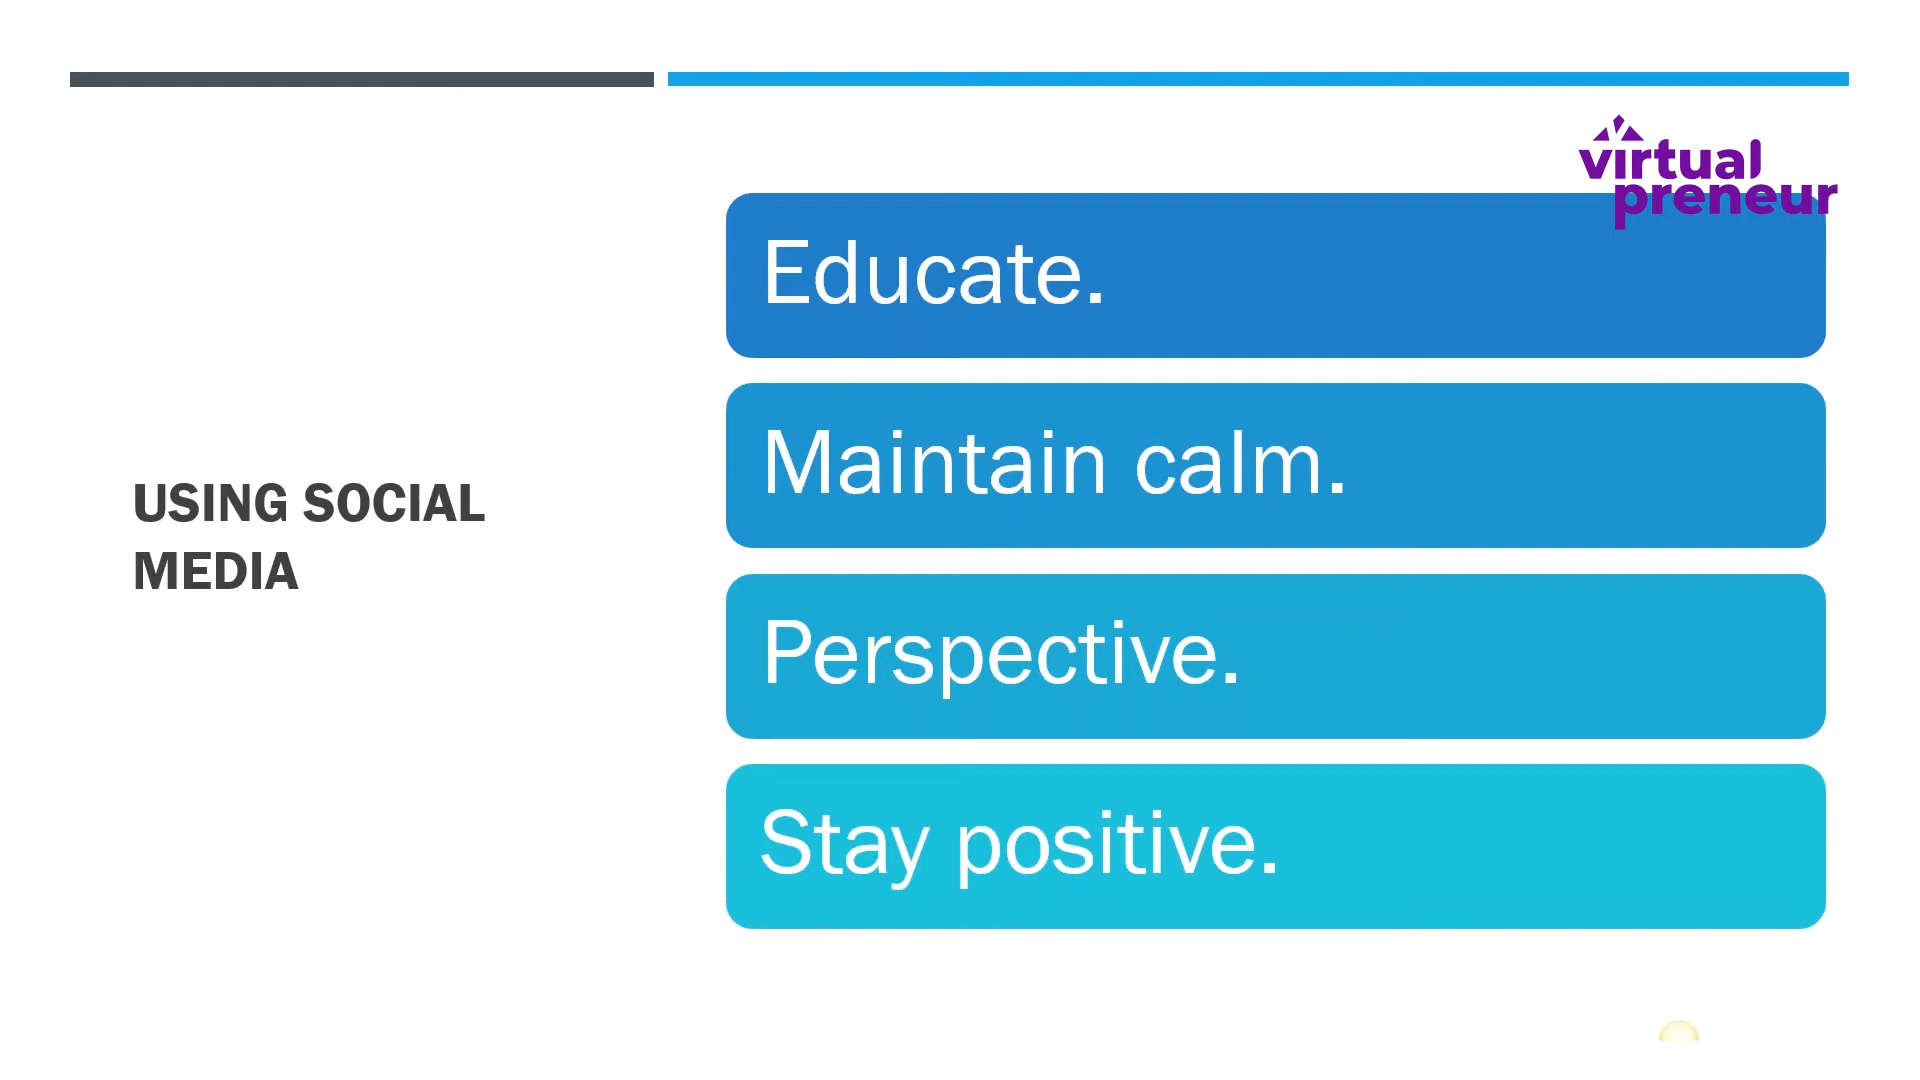 virtual
preneur
USING SOCIAL
MEDIA
Educate.
Maintain calm.
Perspective.
Stay positive.